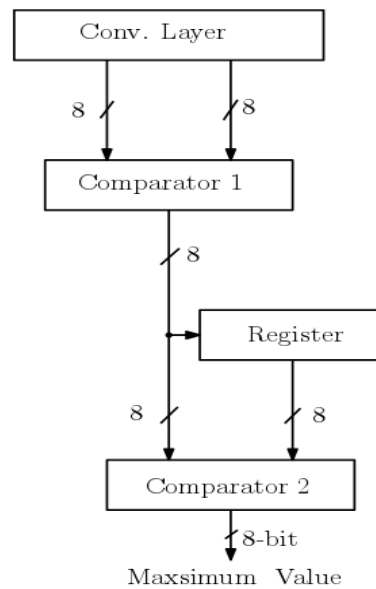 Conv. Layer
8 8
Comparator 1
8
Register
8 8
Comparator 2
8-bit
Maxsimum Value